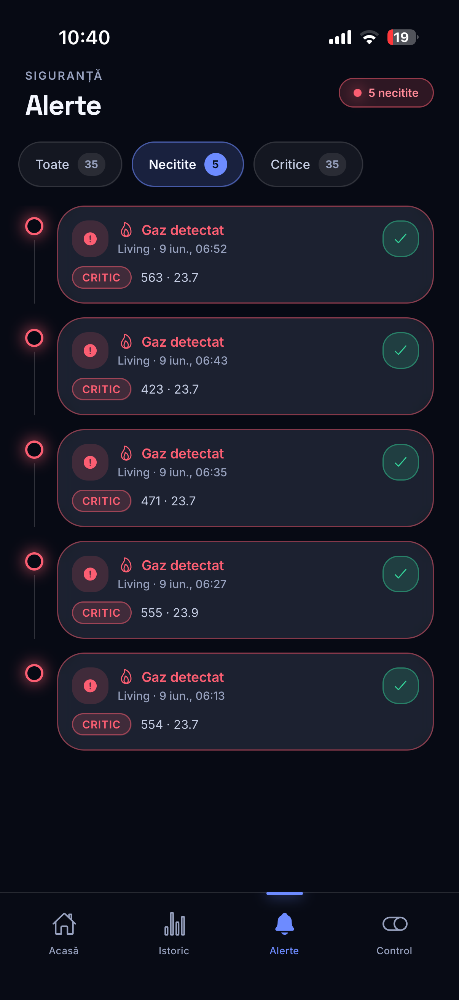 10:40
19
SIGURANȚĂ
Alerte
5 necitite
Toate 35
Necitite 5
Critice 35
Gaz detectat
Living · 9 iun., 06:52
CRITIC 563 · 23.7
Gaz detectat
Living · 9 iun., 06:43
CRITIC 423 · 23.7
Gaz detectat
Living · 9 iun., 06:35
CRITIC 471 · 23.7
Gaz detectat
Living · 9 iun., 06:27
CRITIC 555 · 23.9
Gaz detectat
Living · 9 iun., 06:13
CRITIC 554 · 23.7
Acasă
Istoric
Alerte
Control